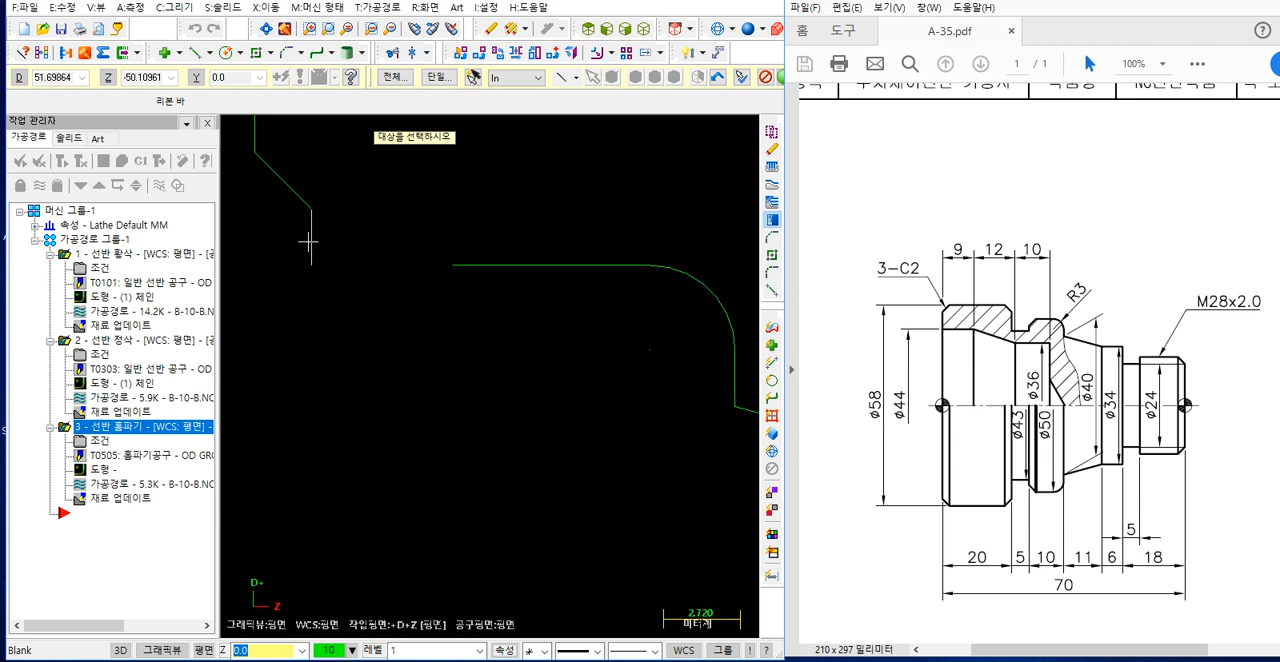 F:파일 E:수정 V:뷰 A:측정 C:그리기 S:솔리드 X:이동 M:머신 형태 T:가공경로 R:화면 Art I:설정 H:도움말
D 51.69864 Z 50.10961 Y 0.0 전체... 단일... In
리본 바
작업 관리자
가공경로 솔리드 Art
G1
머신 그룹-1
속성 - Lathe Default MM
가공경로 그룹-1
1 - 선반 황삭 - [WCS: 평면] - [공
조건
T0101: 일반 선반 공구 - OD
도형 - (1) 체인
가공경로 - 14.2K - B-10-B.N
재료 업데이트
2 - 선반 정삭 - [WCS: 평면] - [공
조건
T0303: 일반 선반 공구 - OD
도형 - (1) 체인
가공경로 - 5.9K - B-10-B.NC
재료 업데이트
3 - 선반 홈파기 - [WCS: 평면] -
조건
T0505: 홈파기공구 - OD GR
도형 -
가공경로 - 5.3K - B-10-B.NC
재료 업데이트
대상을 선택하시오
D+
Z
그래픽뷰:평면 WCS:평면 작업평면:+D+Z [평면] 공구평면:평면
2.720
미터계
Blank 3D 그래픽뷰 평면 Z 0.0 10 레벨 1 속성 WCS 그룹 ! ?
파일(F) 편집(E) 보기(V) 창(W) 도움말(H)
홈 도구 A-35.pdf ×
1 / 1 100%
9 12 10
3-C2
R3
M28x2.0
ø58
ø44
ø43
ø36
ø50
ø40
ø34
ø24
5
20 5 10 11 6 18
70
210 x 297 밀리미터